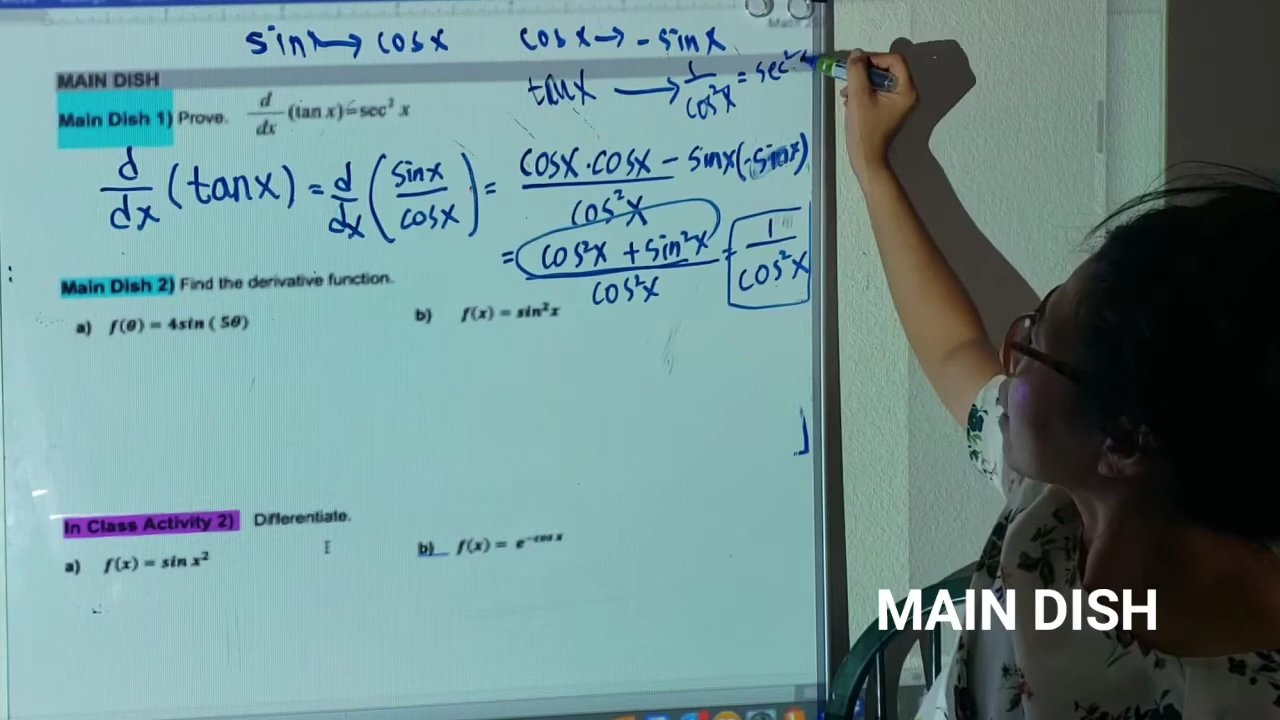 sinx → cosx cosx → -sinx
MAIN DISH
tanx → 1/cos²x = sec²x
Main Dish 1) Prove. d/dx (tan x) = sec² x
d/dx (tanx) = d/dx (sinx/cosx) = cosx · cosx - sinx(-sinx) / cos²x
= cos²x + sin²x / cos²x = 1/cos²x
Main Dish 2) Find the derivative function.
a) f(θ) = 4sin ( 5θ) b) f(x) = sin²x
In Class Activity 2) Differentiate.
a) f(x) = sin x² b) f(x) = e^-cos x
MAIN DISH